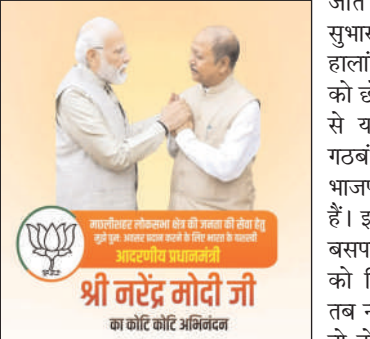 मछलीशहर लोकसभा क्षेत्र की जनता की सेवा हेतु
मुझे पुनः अवसर प्रदान करने के लिए भारत के यशस्वी
आदरणीय प्रधानमंत्री
श्री नरेंद्र मोदी जी
का कोटि कोटि अभिनंदन
जात
सुभास
हालां
को छो
से य
गठबं
भाजप
हैं। इ
बसप
को
तब न